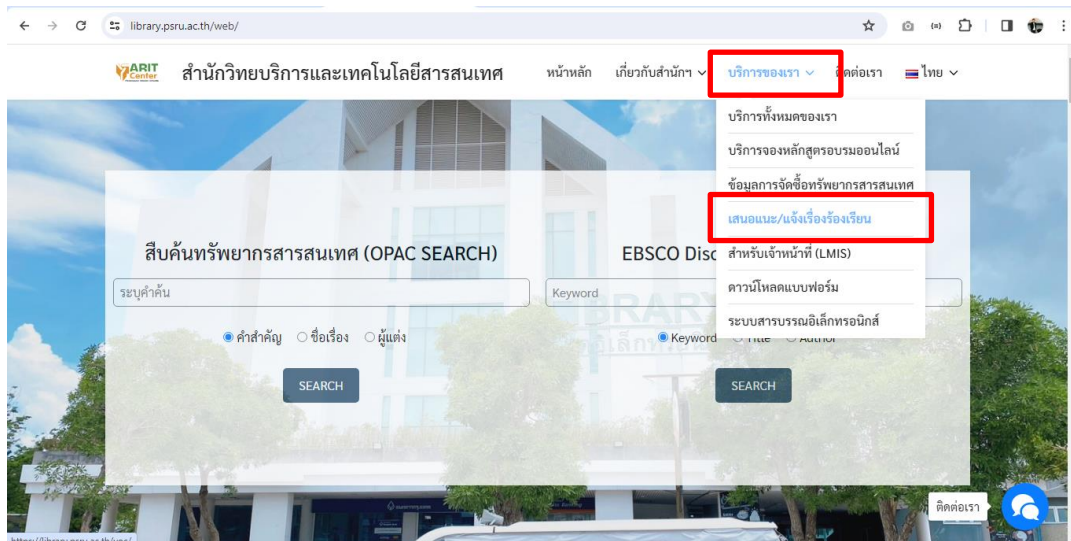 library.psru.ac.th/web/
ARIT
Center
สำนักวิทยบริการและเทคโนโลยีสารสนเทศ
หน้าหลัก เกี่ยวกับสำนักฯ บริการของเรา ติดต่อเรา ไทย
บริการทั้งหมดของเรา
บริการจองหลักสูตรอบรมออนไลน์
ข้อมูลการจัดซื้อทรัพยากรสารสนเทศ
เสนอแนะ/แจ้งเรื่องร้องเรียน
สำหรับเจ้าหน้าที่ (LMIS)
ดาวน์โหลดแบบฟอร์ม
ระบบสารบรรณอิเล็กทรอนิกส์
สืบค้นทรัพยากรสารสนเทศ (OPAC SEARCH)
ระบุคำค้น
คำสำคัญ ชื่อเรื่อง ผู้แต่ง
SEARCH
EBSCO Disc
Keyword
Keyword Title Author
SEARCH
ติดต่อเรา